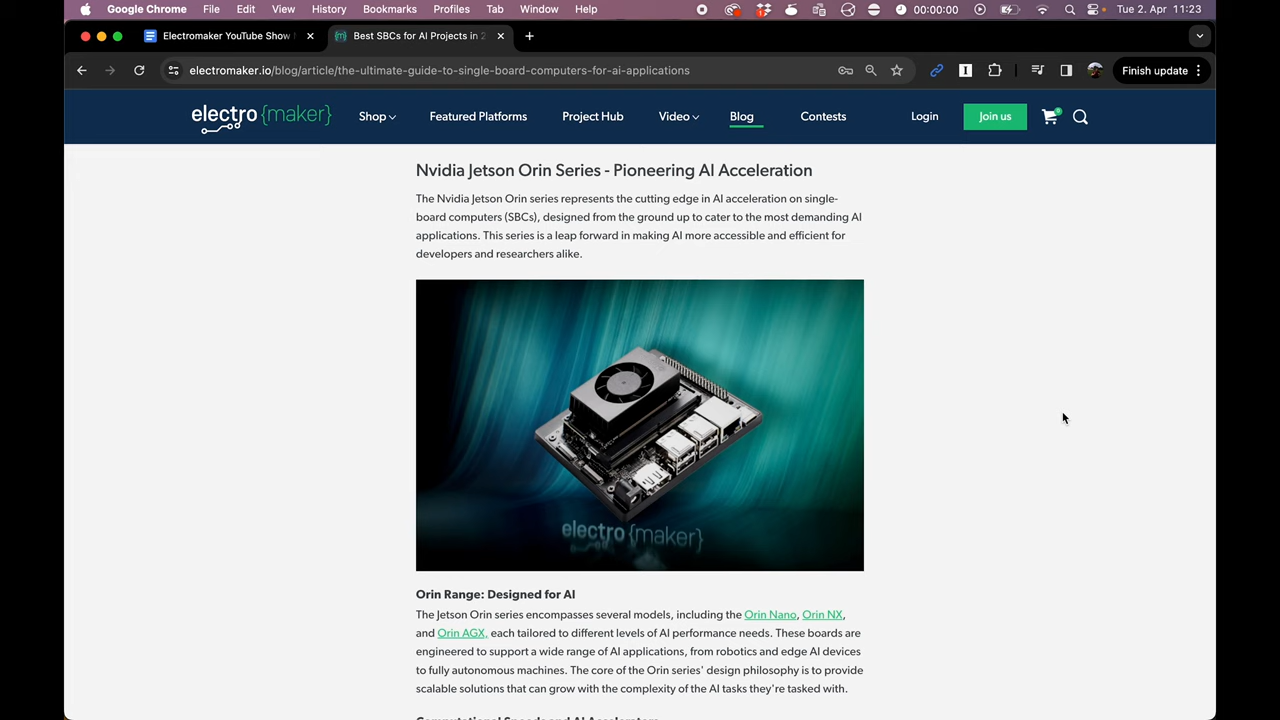 Google Chrome File Edit View History Bookmarks Profiles Tab Window Help 00:00:00 Tue 2. Apr 11:23
Electromaker YouTube Show Best SBCs for AI Projects in 2
electromaker.io/blog/article/the-ultimate-guide-to-single-board-computers-for-ai-applications Finish update
electro{maker} Shop Featured Platforms Project Hub Video Blog Contests Login Join us
Nvidia Jetson Orin Series - Pioneering AI Acceleration
The Nvidia Jetson Orin series represents the cutting edge in AI acceleration on single-
board computers (SBCs), designed from the ground up to cater to the most demanding AI
applications. This series is a leap forward in making AI more accessible and efficient for
developers and researchers alike.
electro{maker}
Orin Range: Designed for AI
The Jetson Orin series encompasses several models, including the Orin Nano, Orin NX,
and Orin AGX, each tailored to different levels of AI performance needs. These boards are
engineered to support a wide range of AI applications, from robotics and edge AI devices
to fully autonomous machines. The core of the Orin series' design philosophy is to provide
scalable solutions that can grow with the complexity of the AI tasks they're tasked with.